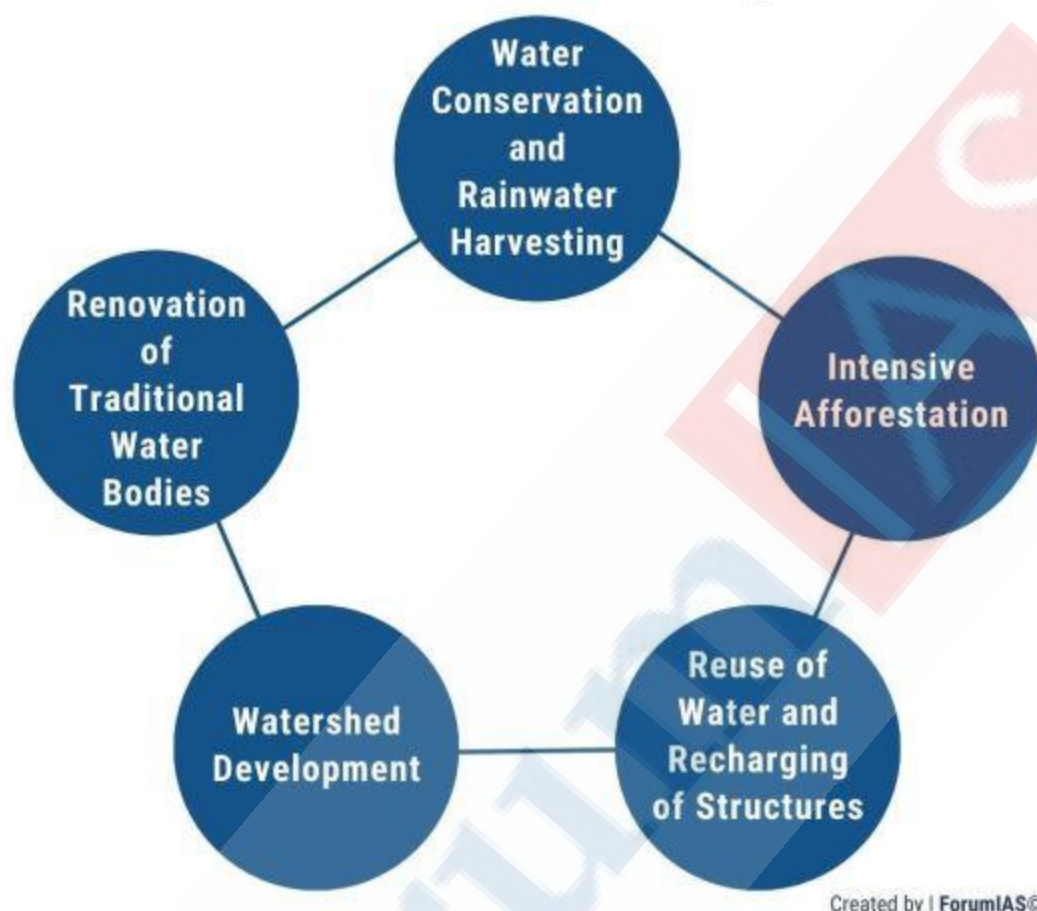 Water
Conservation
and
Rainwater
Harvesting
Renovation
of
Traditional
Water
Bodies
Intensive
Afforestation
Watershed
Development
Reuse of
Water and
Recharging
of Structures
Created by | ForumIAS©